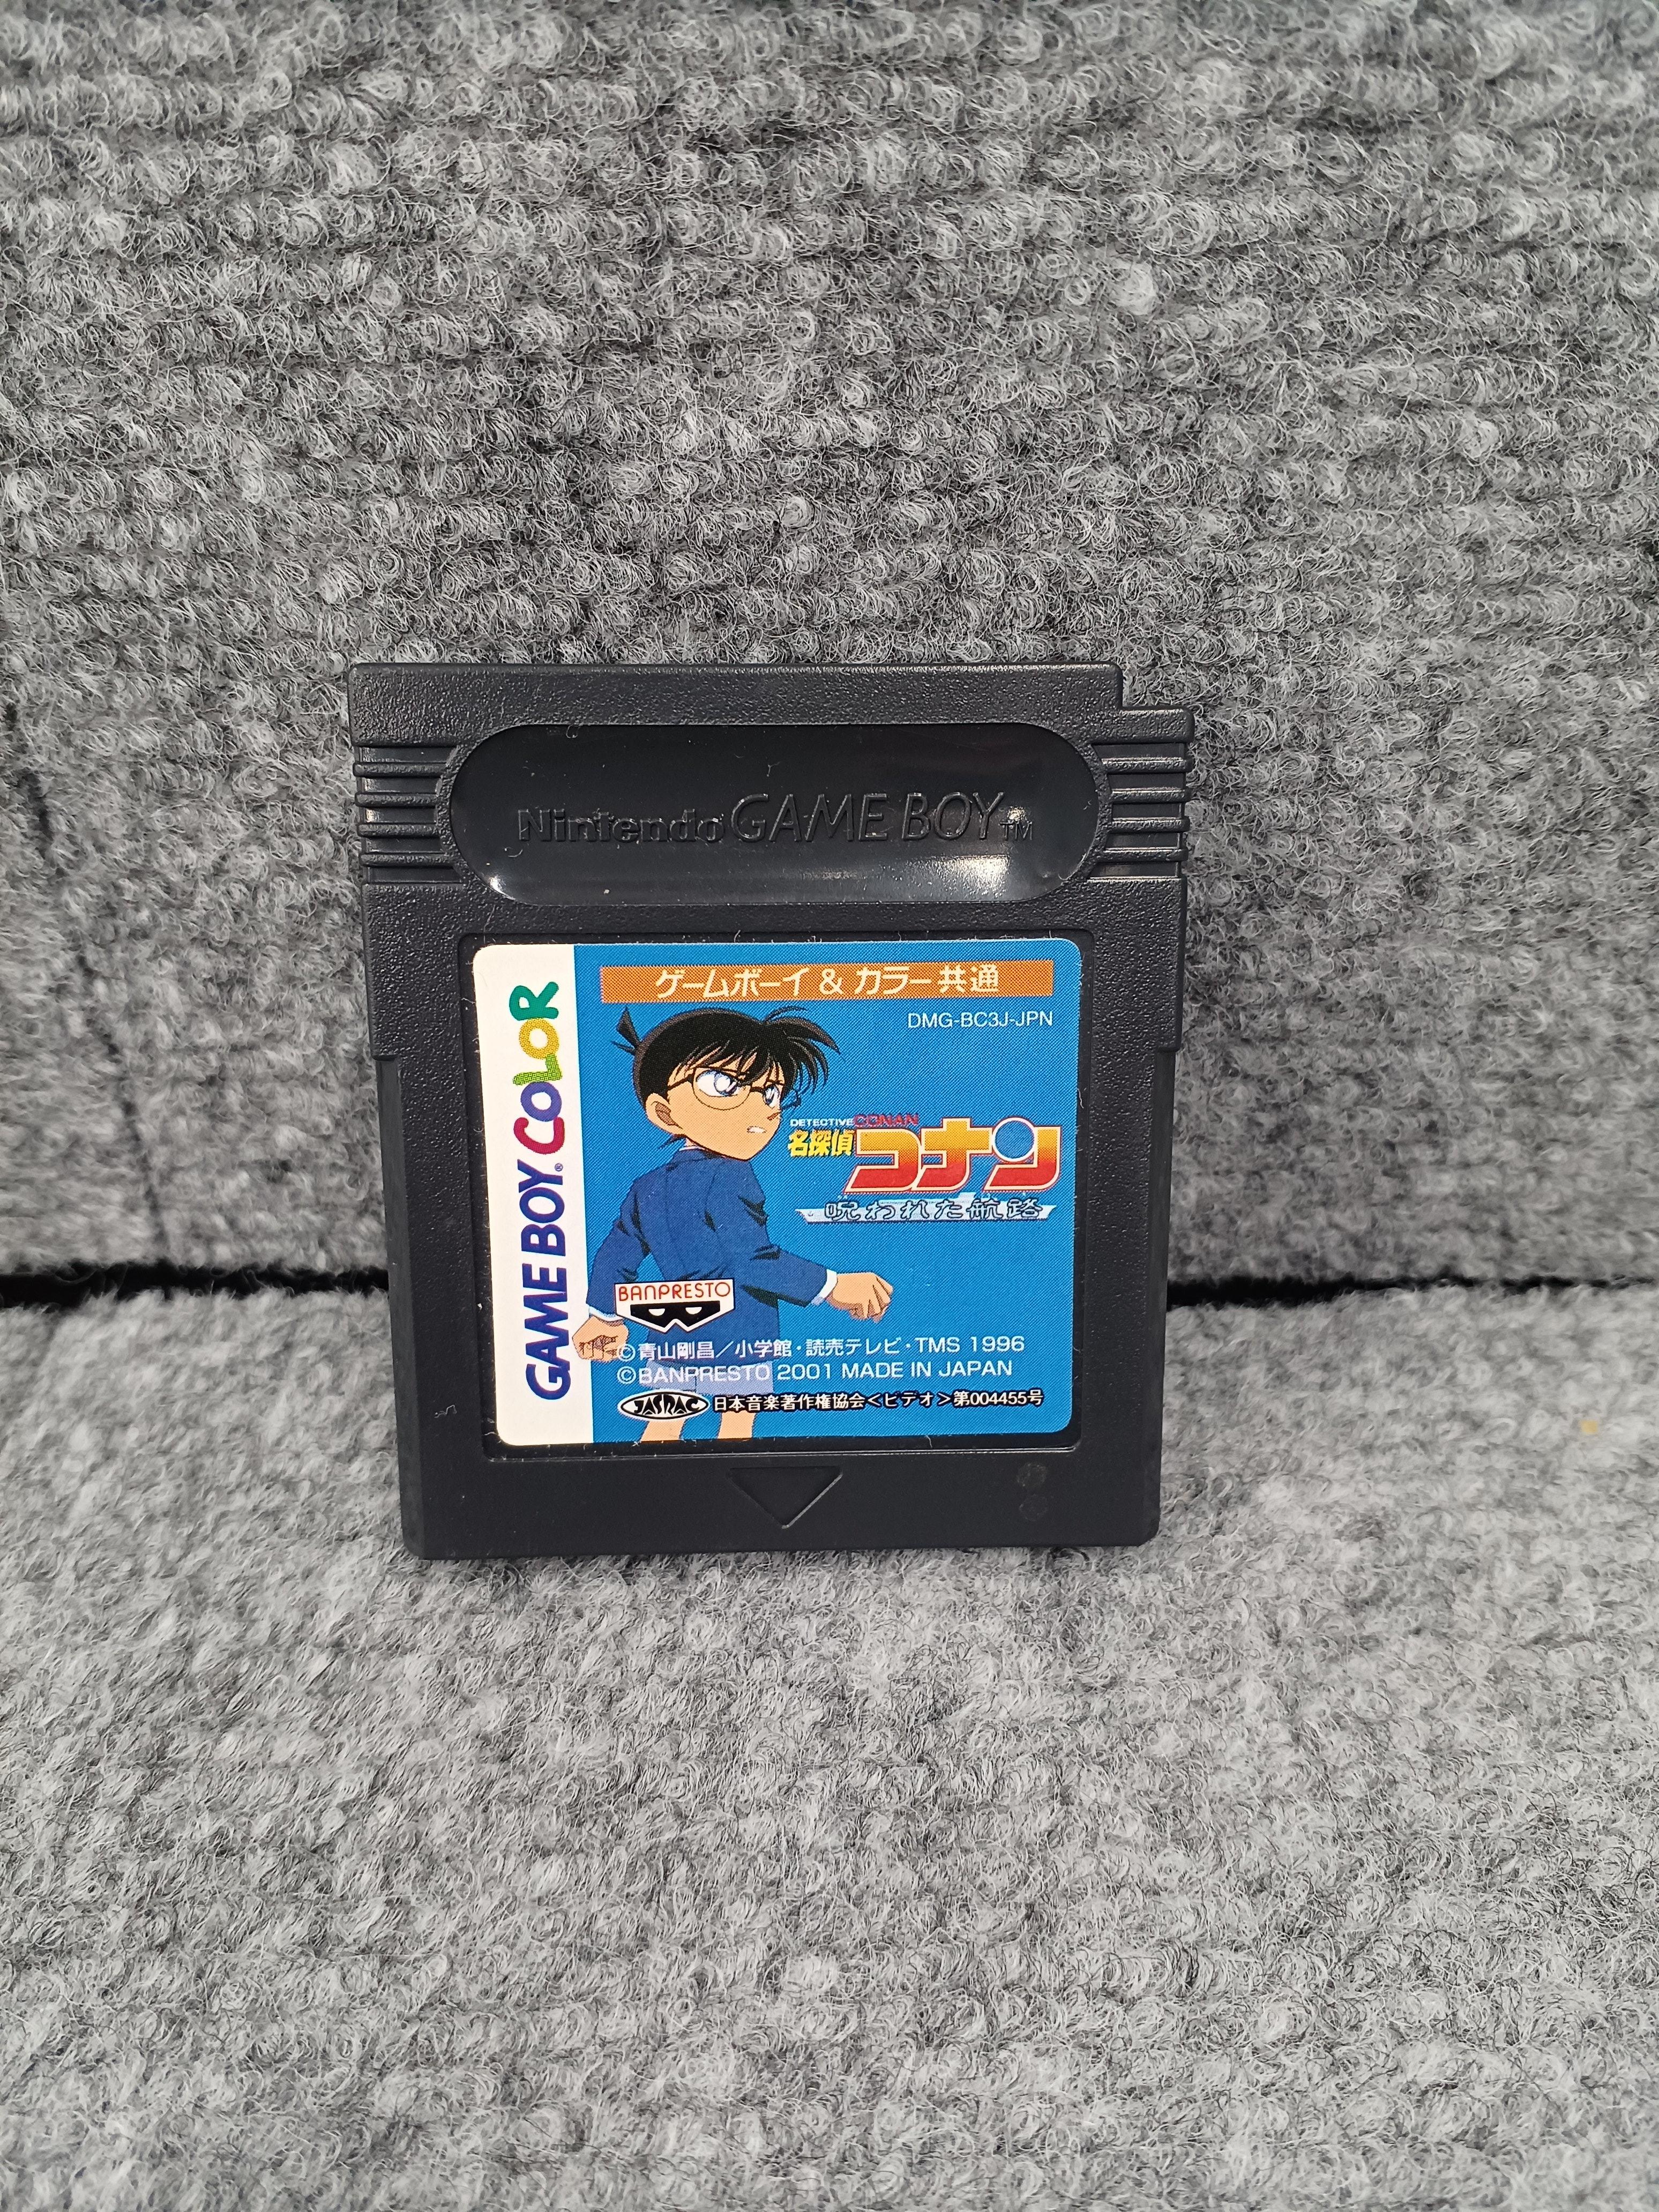 Nintendo GAME BOY TM
GAME BOY COLOR
ゲームボーイ & カラー共通
DMG-BC3J-JPN
DETECTIVE CONAN
名探偵コナン
呪われた航路
BANPRESTO
©青山剛昌／小学館・読売テレビ・TMS 1996
©BANPRESTO 2001 MADE IN JAPAN
JASRAC 日本音楽著作権協会<ビデオ>第004455号